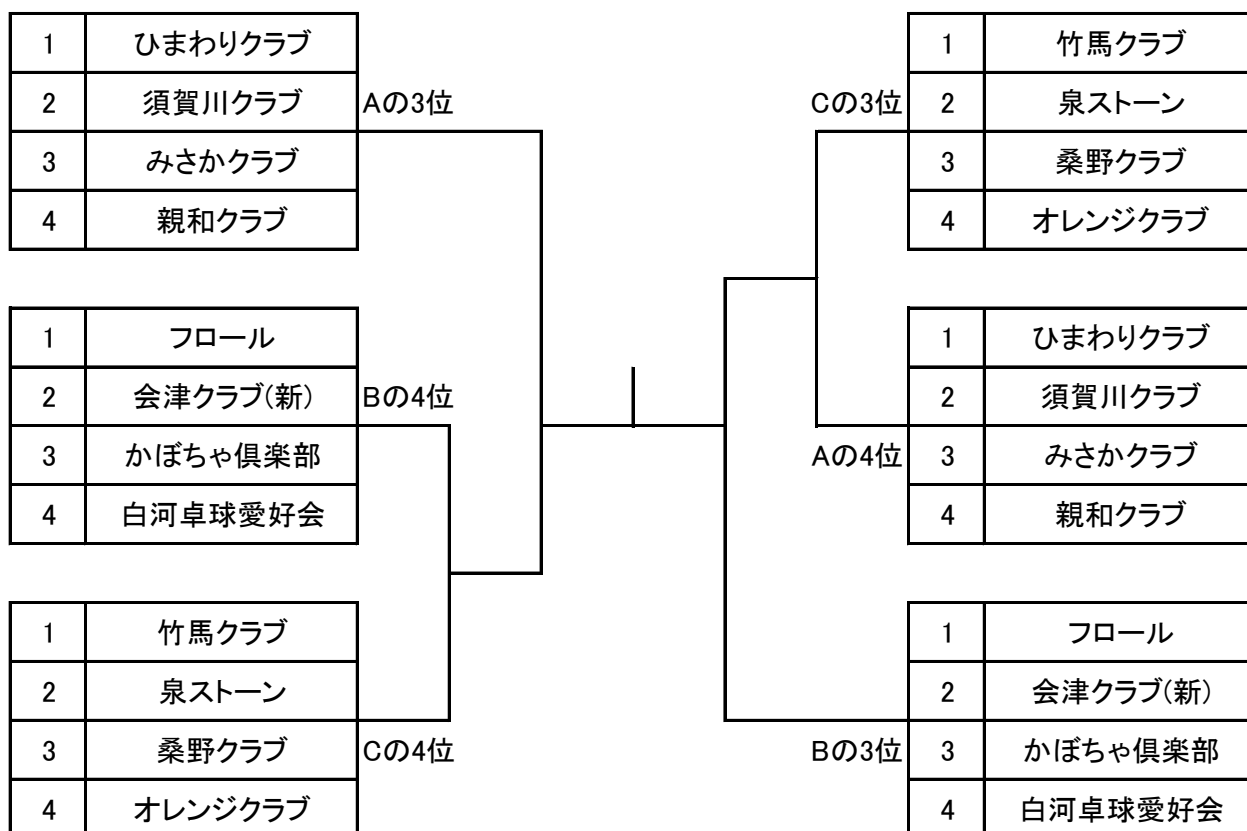 1 ひまわりクラブ
2 須賀川クラブ Aの3位
3 みさかクラブ
4 親和クラブ
1 フロール
2 会津クラブ(新) Bの4位
3 かぼちゃ倶楽部
4 白河卓球愛好会
1 竹馬クラブ
2 泉ストーン
3 桑野クラブ Cの4位
4 オレンジクラブ
1 竹馬クラブ
Cの3位 2 泉ストーン
3 桑野クラブ
4 オレンジクラブ
1 ひまわりクラブ
2 須賀川クラブ
Aの4位 3 みさかクラブ
4 親和クラブ
1 フロール
2 会津クラブ(新)
Bの3位 3 かぼちゃ倶楽部
4 白河卓球愛好会